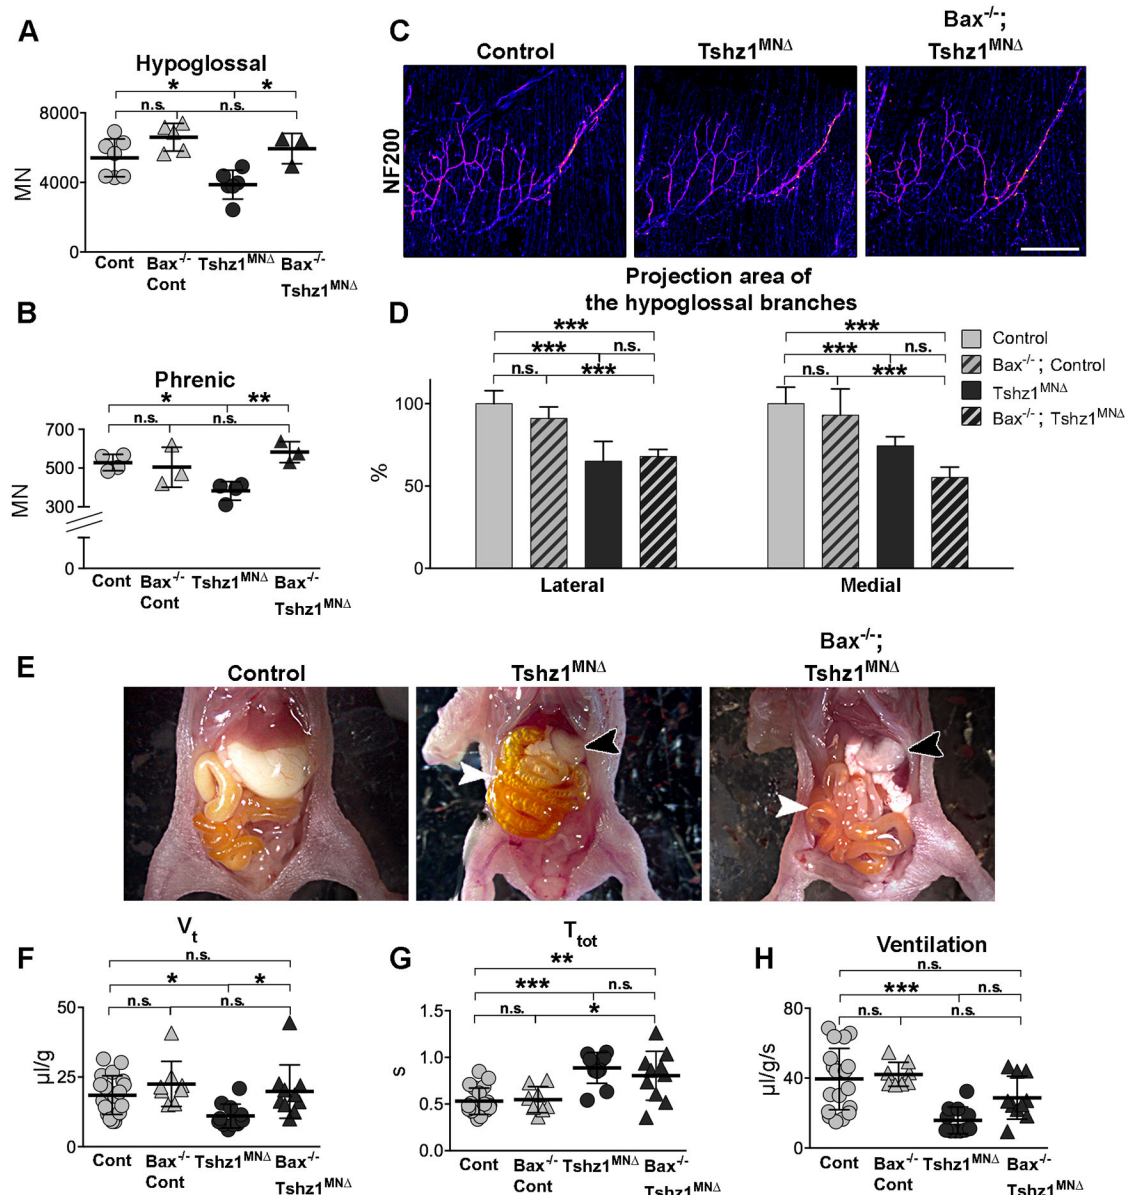 A
Hypoglossal
* *
n.s. n.s.
8000
4000
0
MN
Cont Bax-/- Tshz1MNΔ Bax-/-
Cont Tshz1MNΔ
C
Control
Tshz1MNΔ
Bax-/-;
Tshz1MNΔ
NF200
B
Phrenic
* **
n.s. n.s.
700
500
300
0
MN
Cont Bax-/- Tshz1MNΔ Bax-/-
Cont Tshz1MNΔ
D
Projection area of
the hypoglossal branches
*** ***
*** n.s. *** n.s.
n.s. *** n.s. ***
100
50
0
%
Lateral Medial
Control
Bax-/-; Control
Tshz1MNΔ
Bax-/-; Tshz1MNΔ
E
Control
Tshz1MNΔ
Bax-/-;
Tshz1MNΔ
F
Vt
n.s.
* *
n.s. n.s.
50
25
0
µl/g
Cont Bax-/- Tshz1MNΔ Bax-/-
Cont Tshz1MNΔ
G
Ttot
**
*** n.s.
n.s. *
1.5
1.0
0.5
0.0
s
Cont Bax-/- Tshz1MNΔ Bax-/-
Cont Tshz1MNΔ
H
Ventilation
n.s.
*** n.s.
n.s. n.s.
80
40
0
µl/g/s
Cont Bax-/- Tshz1MNΔ Bax-/-
Cont Tshz1MNΔ